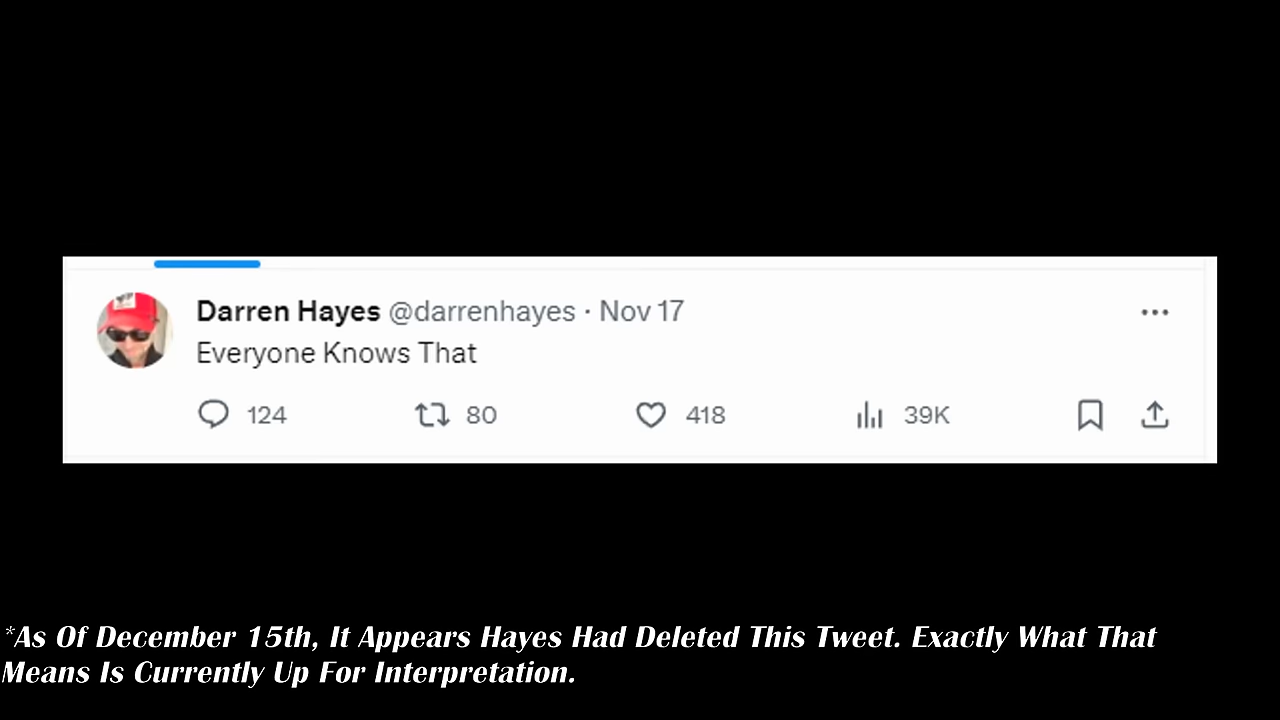 Darren Hayes @darrenhayes · Nov 17
Everyone Knows That
124 80 418 39K
*As Of December 15th, It Appears Hayes Had Deleted This Tweet. Exactly What That
Means Is Currently Up For Interpretation.